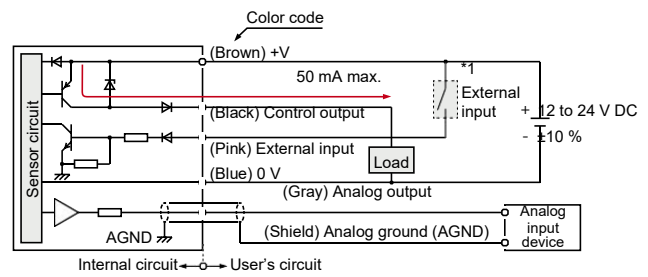 Color code
(Brown) +V
*1
50 mA max.
External
input
(Black) Control output
+ 12 to 24 V DC
- ±10 %
Sensor circuit
(Pink) External input
Load
(Blue) 0 V
(Gray) Analog output
Analog
input
device
(Shield) Analog ground (AGND)
AGND
Internal circuit
User's circuit